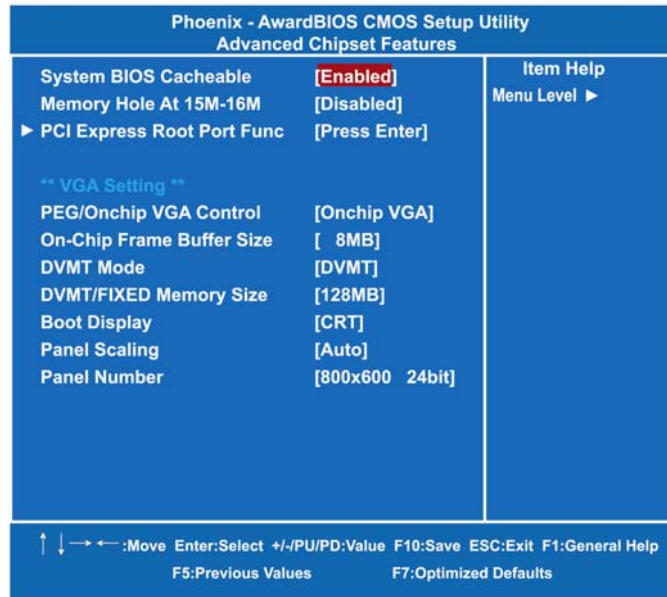 Phoenix - AwardBIOS CMOS Setup Utility
Advanced Chipset Features
System BIOS Cacheable [Enabled]
Memory Hole At 15M-16M [Disabled]
▶ PCI Express Root Port Func [Press Enter]
** VGA Setting **
PEG/Onchip VGA Control [Onchip VGA]
On-Chip Frame Buffer Size [ 8MB]
DVMT Mode [DVMT]
DVMT/FIXED Memory Size [128MB]
Boot Display [CRT]
Panel Scaling [Auto]
Panel Number [800x600 24bit]
Item Help
Menu Level ▶
↑ ↓ → ← :Move Enter:Select +/-/PU/PD:Value F10:Save ESC:Exit F1:General Help
F5:Previous Values F7:Optimized Defaults